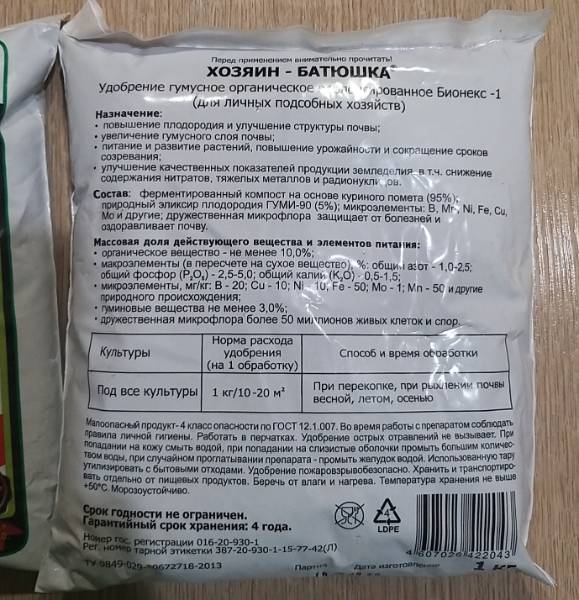 Перед применением внимательно прочитать!
ХОЗЯИН - БАТЮШКА®
Удобрение гумусное органическое Бионекс -1
(для личных подсобных хозяйств)
Назначение:
• повышение плодородия и улучшение структуры почвы;
• увеличение гумусного слоя почвы;
• питание и развитие растений, повышение урожайности и сокращение сроков
созревания;
• улучшение качественных показателей продукции земледелия, в т.ч. снижение
содержания нитратов, тяжелых металлов и радионуклидов.
Состав: ферментированный компост на основе куриного помета (95%),
природный эликсир плодородия ГУМИ-90 (5%); микроэлементы: B, Mn, Ni, Fe, Cu,
Mo и другие; дружественная микрофлора защищает от болезней и
оздоравливает почву.
Массовая доля действующего вещества и элементов питания:
• органическое вещество - не менее 10,0%;
• макроэлементы (в пересчете на сухое вещество), %: общий азот - 1,0-2,5;
общий фосфор (P₂O₅) - 2,5-5,0; общий калий (K₂O) - 0,5-1,5;
• микроэлементы, мг/кг: B - 20; Cu - 10; Ni - 10, Fe - 50; Mo - 1; Mn - 50 и другие
природного происхождения;
• гуминовые вещества не менее 3,0%;
• дружественная микрофлора более 50 миллионов живых клеток и спор.
Культуры
Норма расхода
удобрения
(на 1 обработку)
Способ и время обработки
Под все культуры
1 кг/10-20 м²
При перекопке, при рыхлении почвы
весной, летом, осенью
Малоопасный продукт- 4 класс опасности по ГОСТ 12.1.007. Во время работы с препаратом соблюдать
правила личной гигиены. Работать в перчатках. Удобрение острых отравлений не вызывает. При
попадании на кожу смыть водой, при попадании на слизистые оболочки промыть большим количес-
твом воды, при случайном проглатывании препарата - промыть желудок водой. Использованную тару
утилизировать с бытовыми отходами. Удобрение пожаровзрывобезопасно. Хранить и транспортиро-
вать отдельно от пищевых продуктов. Беречь от влаги и нагрева. Температура хранения не выше
+50°С. Морозоустойчиво.
Срок годности не ограничен.
Гарантийный срок хранения: 4 года.
Номер гос. регистрации 016-20-930-1
Рег. номер тарной этикетки 387-20-930-1-15-77-42(Л)
4
LDPE
4 607026 422043
Партия Дата изготовления 1 кг